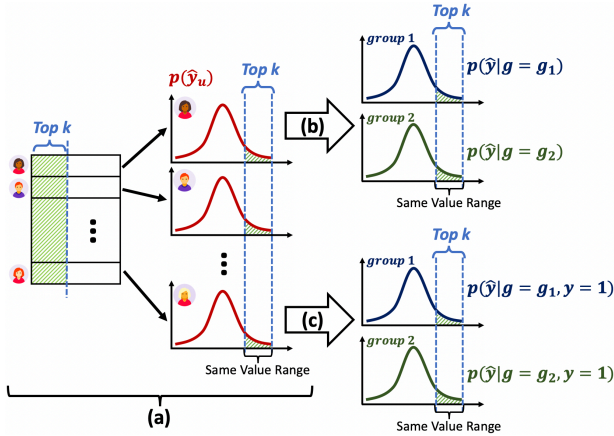 Top k
p(ŷ_u)
Top k
Same Value Range
(a)
(b)
Top k
group 1
p(ŷ|g = g₁)
group 2
p(ŷ|g = g₂)
Same Value Range
(c)
Top k
group 1
p(ŷ|g = g₁, y = 1)
group 2
p(ŷ|g = g₂, y = 1)
Same Value Range